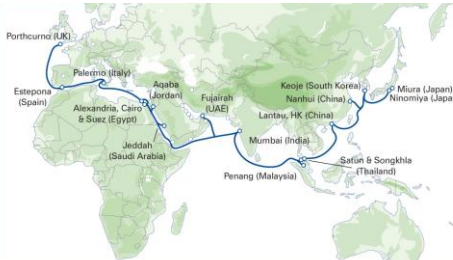 Porthcurno (UK)
Palermo (Italy)
Estepona
(Spain)
Alexandria, Cairo
& Suez (Egypt)
Aqaba
(Jordan)
Fujairah
(UAE)
Jeddah
(Saudi Arabia)
Keoje (South Korea)
Nanhui (China)
Lantau, HK (China)
Miura (Japan)
Ninomiya (Japa
Mumbai (India)
Satun & Songkhla
(Thailand)
Penang (Malaysia)